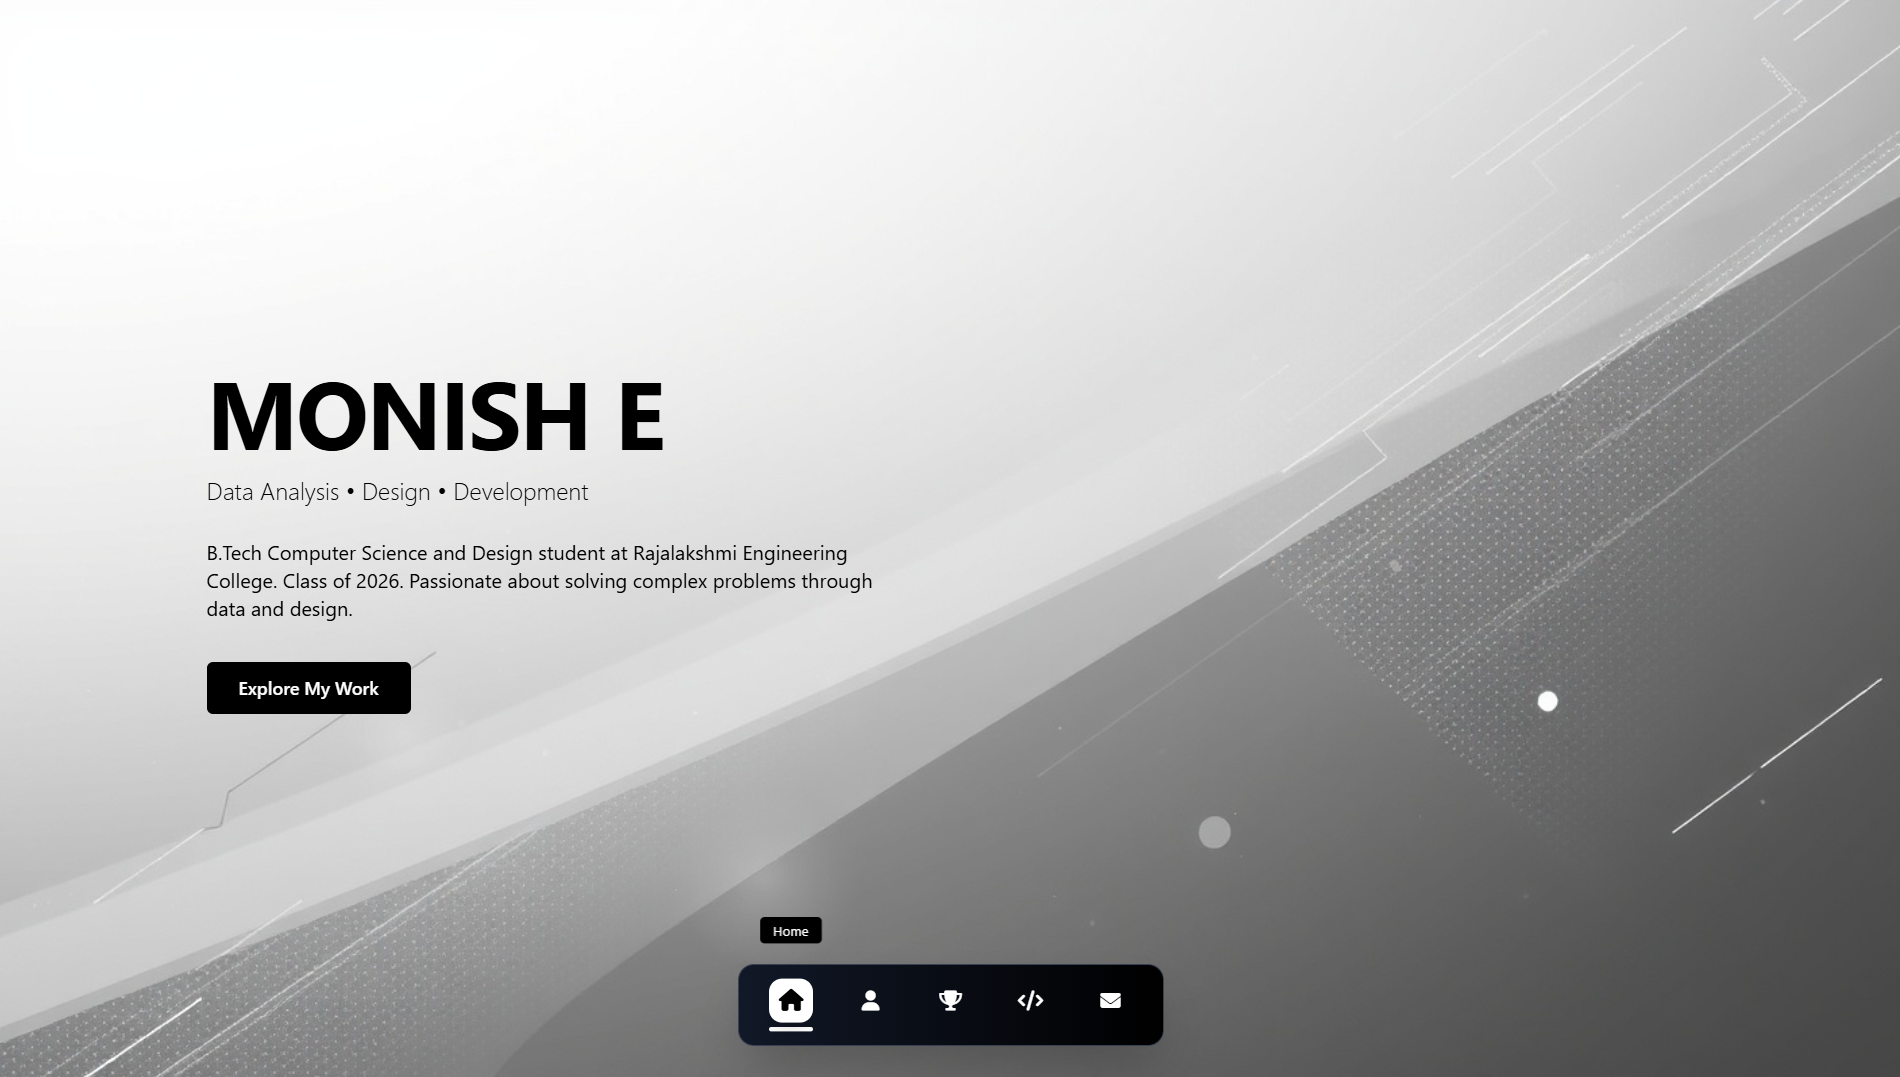 MONISH E
Data Analysis • Design • Development
B.Tech Computer Science and Design student at Rajalakshmi Engineering
College. Class of 2026. Passionate about solving complex problems through
data and design.
Explore My Work
Home